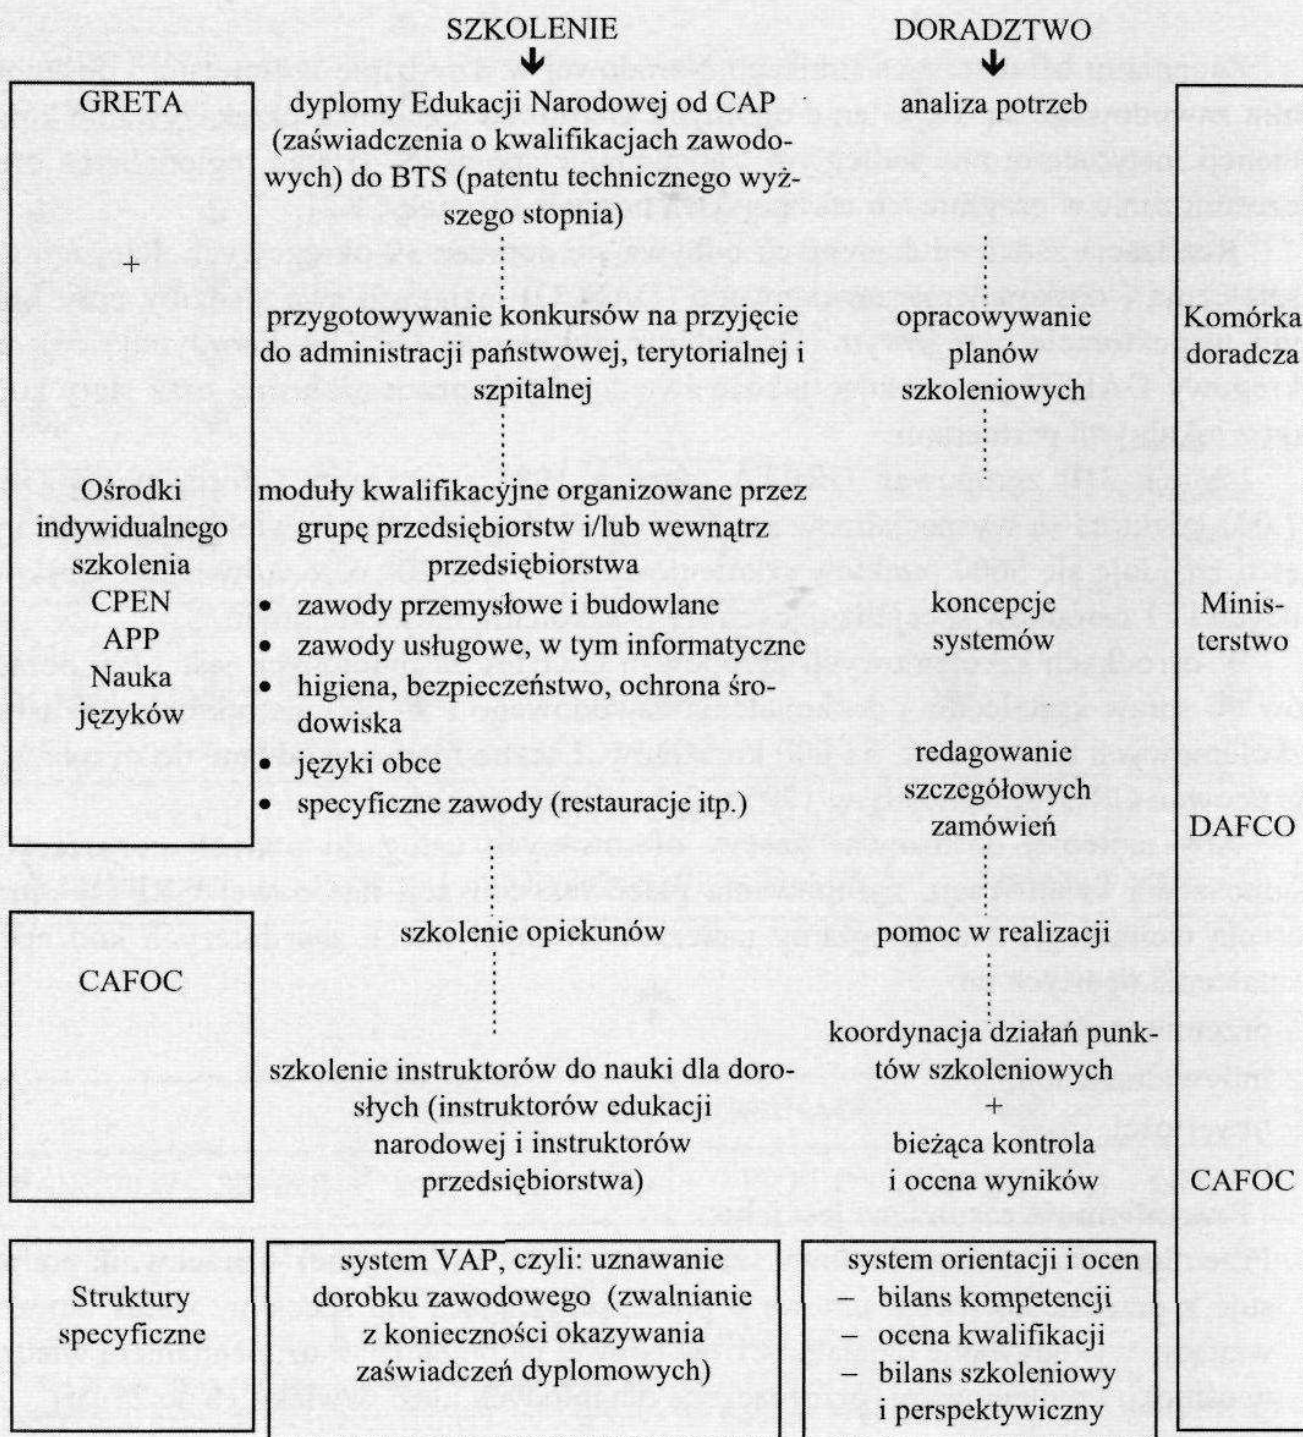 SZKOLENIE
DORADZTWO
GRETA
+
Ośrodki
indywidualnego
szkolenia
CPEN
APP
Nauka
języków
dyplomy Edukacji Narodowej od CAP
(zaświadczenia o kwalifikacjach zawodo-
wych) do BTS (patentu technicznego wyż-
szego stopnia)
przygotowywanie konkursów na przyjęcie
do administracji państwowej, terytorialnej i
szpitalnej
moduły kwalifikacyjne organizowane przez
grupę przedsiębiorstw i/lub wewnątrz
przedsiębiorstwa
• zawody przemysłowe i budowlane
• zawody usługowe, w tym informatyczne
• higiena, bezpieczeństwo, ochrona śro-
dowiska
• języki obce
• specyficzne zawody (restauracje itp.)
analiza potrzeb
opracowywanie
planów
szkoleniowych
koncepcje
systemów
redagowanie
szczegółowych
zamówień
Komórka
doradcza
Minis-
terstwo
DAFCO
CAFOC
CAFOC
szkolenie opiekunów
szkolenie instruktorów do nauki dla doro-
słych (instruktorów edukacji
narodowej i instruktorów
przedsiębiorstwa)
pomoc w realizacji
koordynacja działań punk-
tów szkoleniowych
+
bieżąca kontrola
i ocena wyników
Struktury
specyficzne
system VAP, czyli: uznawanie
dorobku zawodowego (zwalnianie
z konieczności okazywania
zaświadczeń dyplomowych)
system orientacji i ocen
– bilans kompetencji
– ocena kwalifikacji
– bilans szkoleniowy
i perspektywiczny